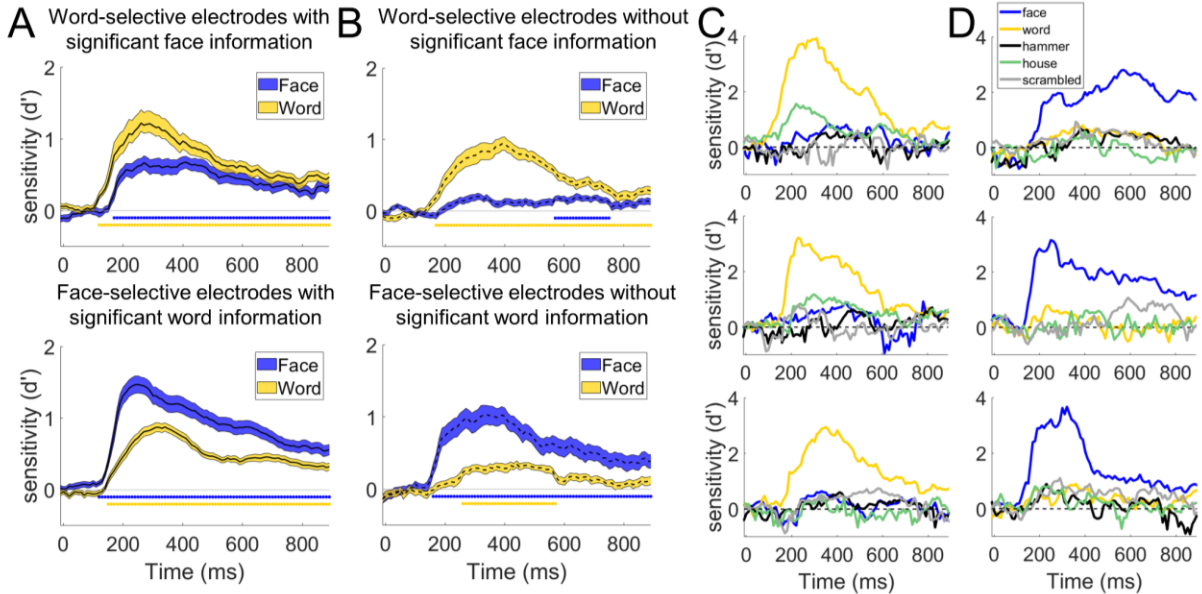 A
Word-selective electrodes with
significant face information
Face
Word
sensitivity (d')
2
1
0
0 200 400 600 800
Face-selective electrodes with
significant word information
Face
Word
sensitivity (d')
2
1
0
0 200 400 600 800
Time (ms)
B
Word-selective electrodes without
significant face information
Face
Word
2
1
0
0 200 400 600 800
Face-selective electrodes without
significant word information
Face
Word
2
1
0
0 200 400 600 800
Time (ms)
C
sensitivity (d')
4
2
0
0 200 400 600 800
sensitivity (d')
4
2
0
0 200 400 600 800
sensitivity (d')
4
2
0
0 200 400 600 800
Time (ms)
D
face
word
hammer
house
scrambled
4
2
0
0 200 400 600 800
4
2
0
0 200 400 600 800
4
2
0
0 200 400 600 800
Time (ms)